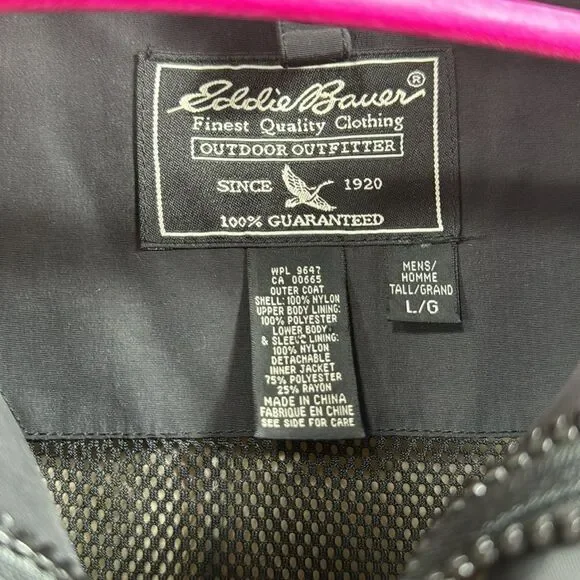 Eddie Bauer®
Finest Quality Clothing
OUTDOOR OUTFITTER
SINCE 1920
100% GUARANTEED
WPL 9647
CA 00665
OUTER COAT
SHELL: 100% NYLON
UPPER BODY LINING:
100% POLYESTER
LOWER BODY
& SLEEVE LINING:
100% NYLON
DETACHABLE
INNER JACKET
75% POLYESTER
25% RAYON
MADE IN CHINA
FABRIQUE EN CHINE
SEE SIDE FOR CARE
MENS/
HOMME
TALL/GRAND
L/G